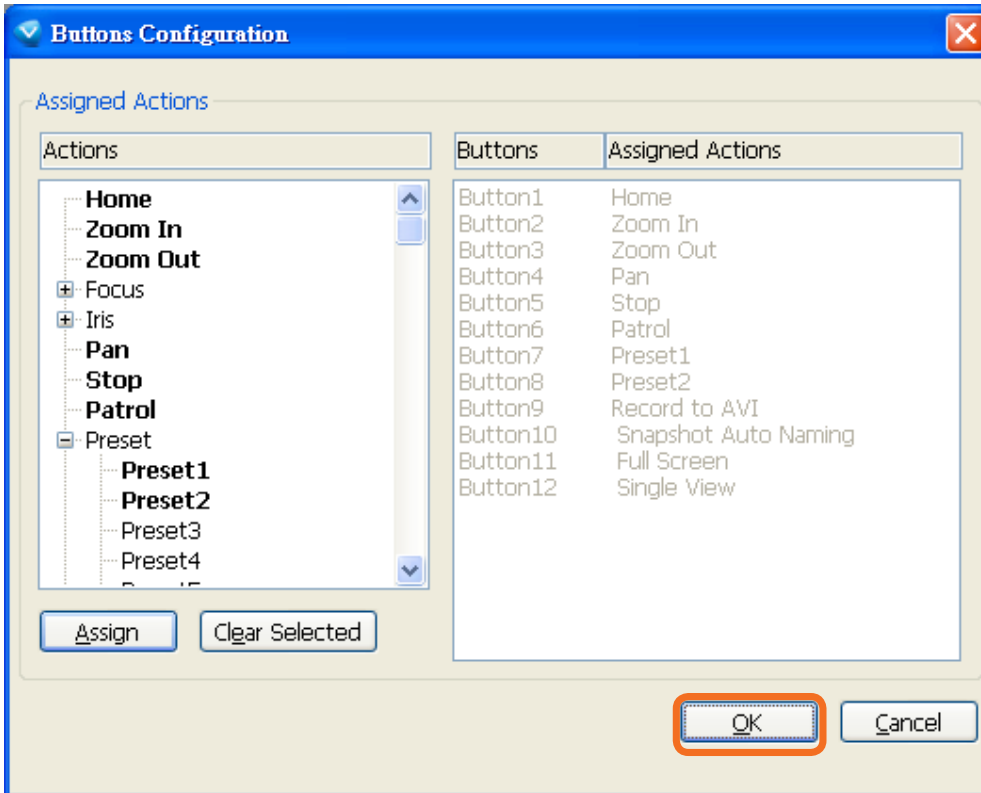 Buttons Configuration
Assigned Actions
Actions
Buttons Assigned Actions
Home
Zoom In
Zoom Out
Focus
Iris
Pan
Stop
Patrol
Preset
Preset1
Preset2
Preset3
Preset4
Button1 Home
Button2 Zoom In
Button3 Zoom Out
Button4 Pan
Button5 Stop
Button6 Patrol
Button7 Preset1
Button8 Preset2
Button9 Record to AVI
Button10 Snapshot Auto Naming
Button11 Full Screen
Button12 Single View
Assign Clear Selected
OK Cancel